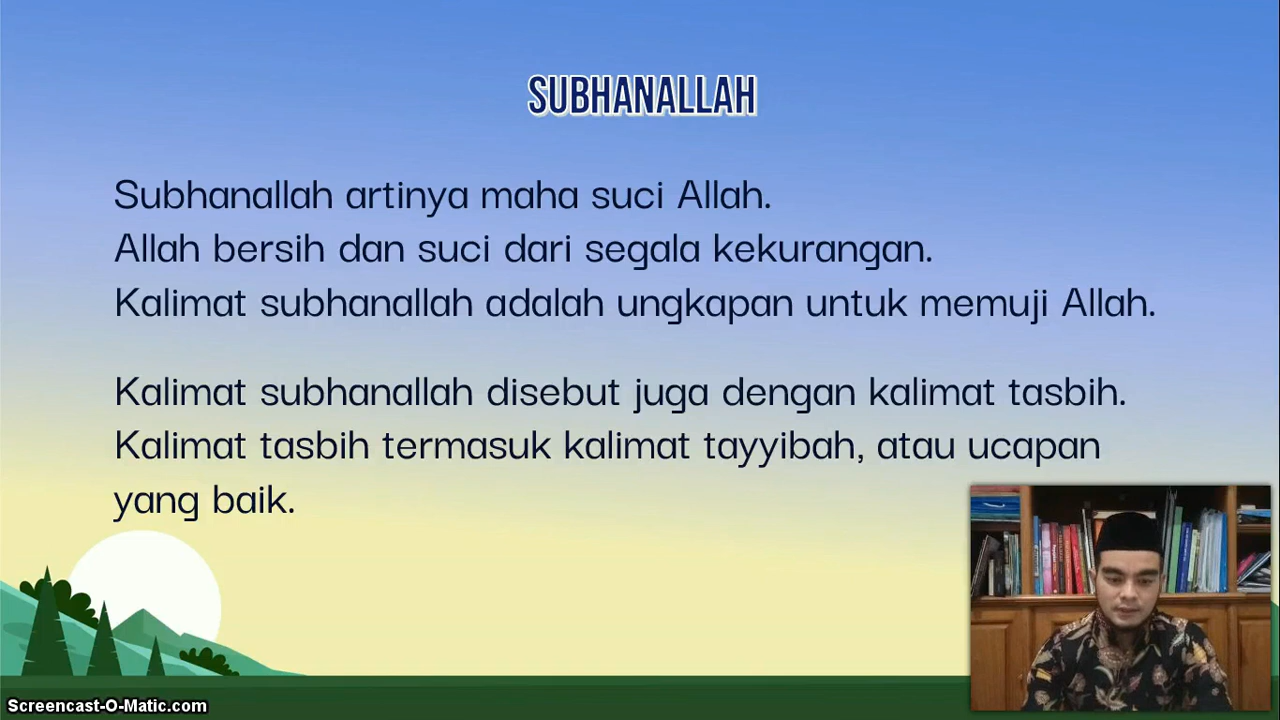 SUBHANALLAH
Subhanallah artinya maha suci Allah.
Allah bersih dan suci dari segala kekurangan.
Kalimat subhanallah adalah ungkapan untuk memuji Allah.
Kalimat subhanallah disebut juga dengan kalimat tasbih.
Kalimat tasbih termasuk kalimat tayyibah, atau ucapan
yang baik.
Screencast-O-Matic.com